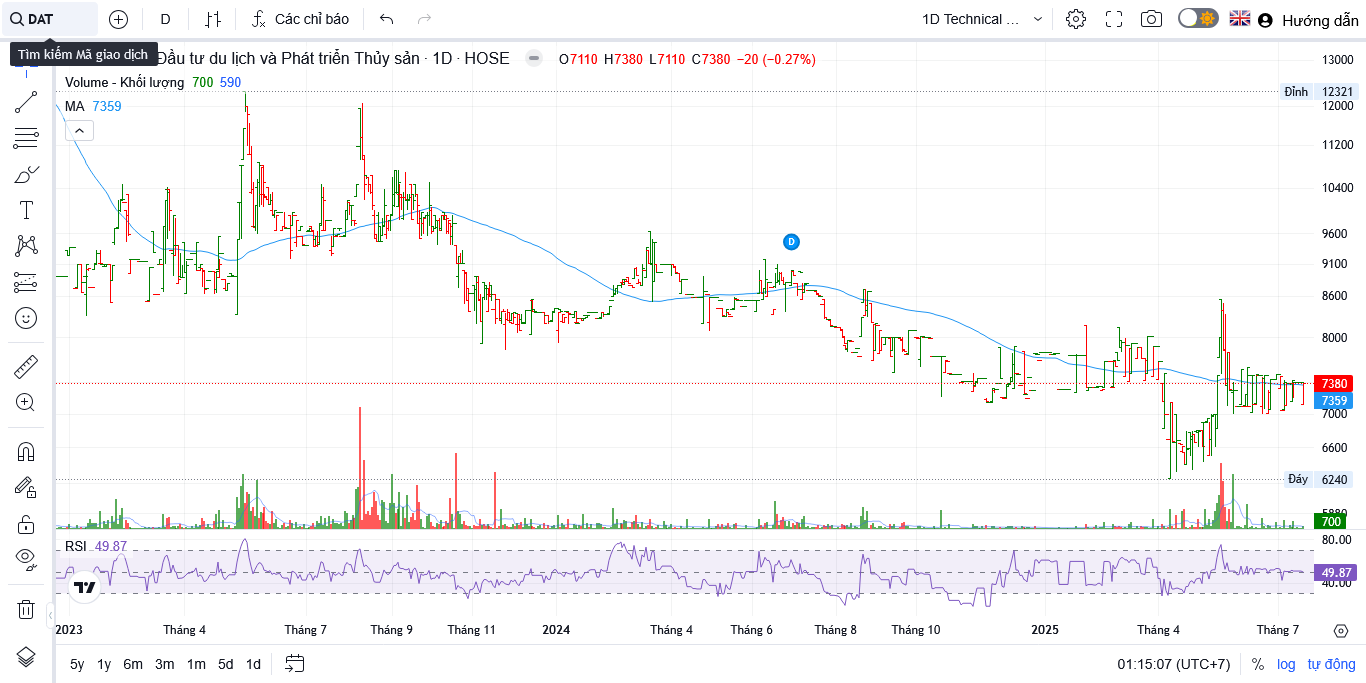 DAT
D
Các chỉ báo
1D Technical ...
Hướng dẫn
Tìm kiếm Mã giao dịch
Đầu tư du lịch và Phát triển Thủy sản · 1D · HOSE O7110 H7380 L7110 C7380 −20 (−0.27%)
Volume - Khối lượng 700 590
MA 7359
13000
Đỉnh 12321
12000
11200
10400
9600
9100
8600
8000
7380
7359
7000
6600
Đáy 6240
700
D
RSI 49.87
80.00
49.87
40.00
2023 Tháng 4 Tháng 7 Tháng 9 Tháng 11 2024 Tháng 4 Tháng 6 Tháng 8 Tháng 10 2025 Tháng 4 Tháng 7
5y 1y 6m 3m 1m 5d 1d
01:15:07 (UTC+7) % log tự động